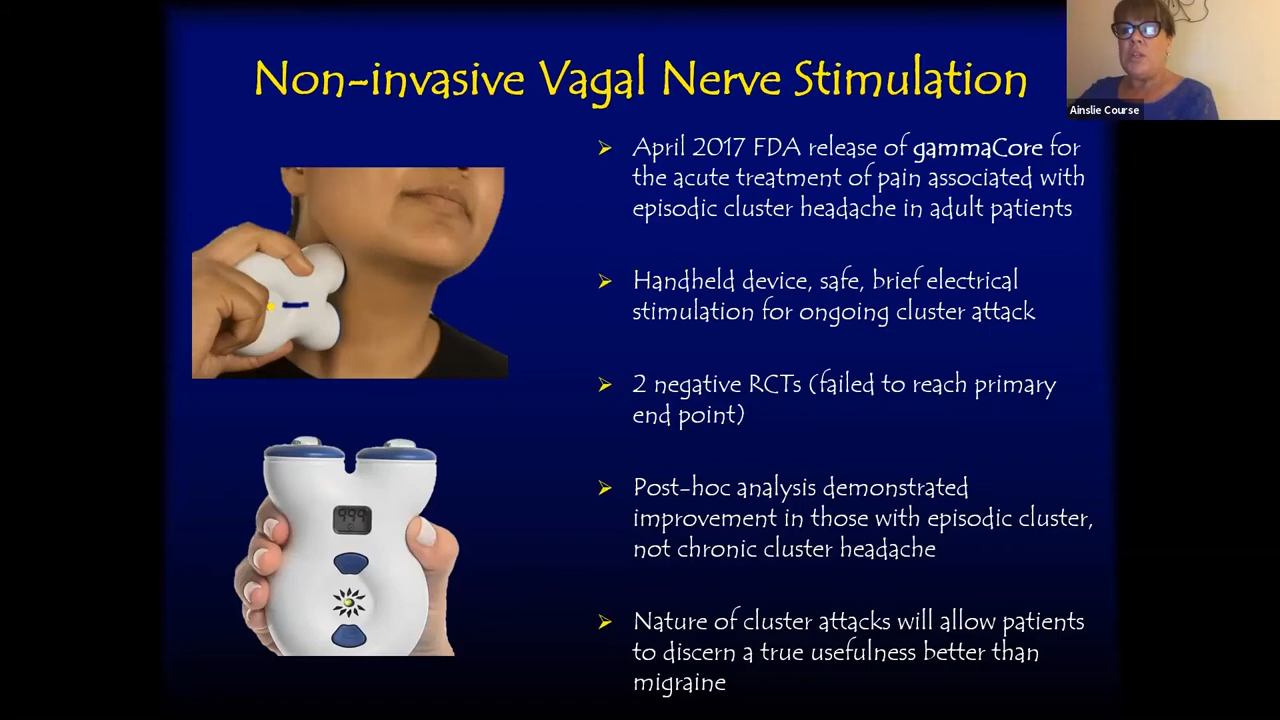 Non-invasive Vagal Nerve Stimulation
Ainslie Course
April 2017 FDA release of gammaCore for
the acute treatment of pain associated with
episodic cluster headache in adult patients
Handheld device, safe, brief electrical
stimulation for ongoing cluster attack
2 negative RCTs (failed to reach primary
end point)
Post-hoc analysis demonstrated
improvement in those with episodic cluster,
not chronic cluster headache
Nature of cluster attacks will allow patients
to discern a true usefulness better than
migraine
999